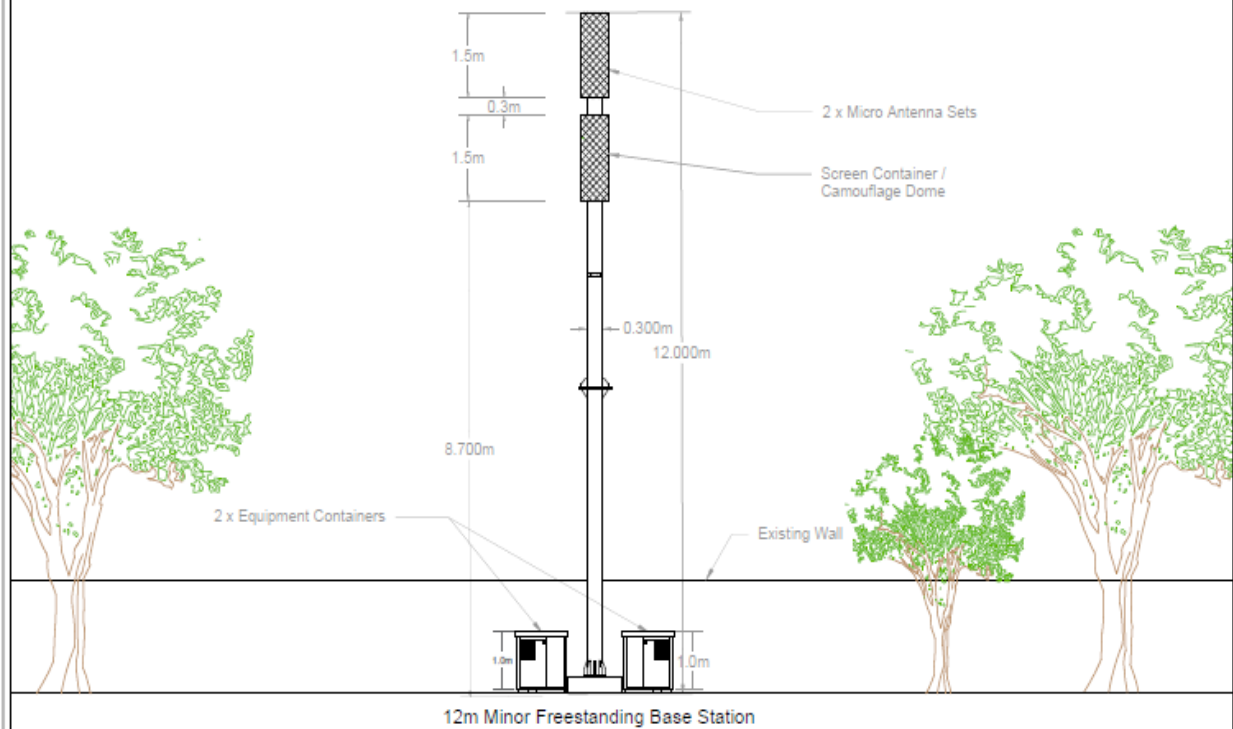 1.5m
0.3m
2 x Micro Antenna Sets
1.5m
Screen Container /
Camouflage Dome
0.300m
12.000m
8.700m
2 x Equipment Containers
Existing Wall
1.0m
1.0m
12m Minor Freestanding Base Station